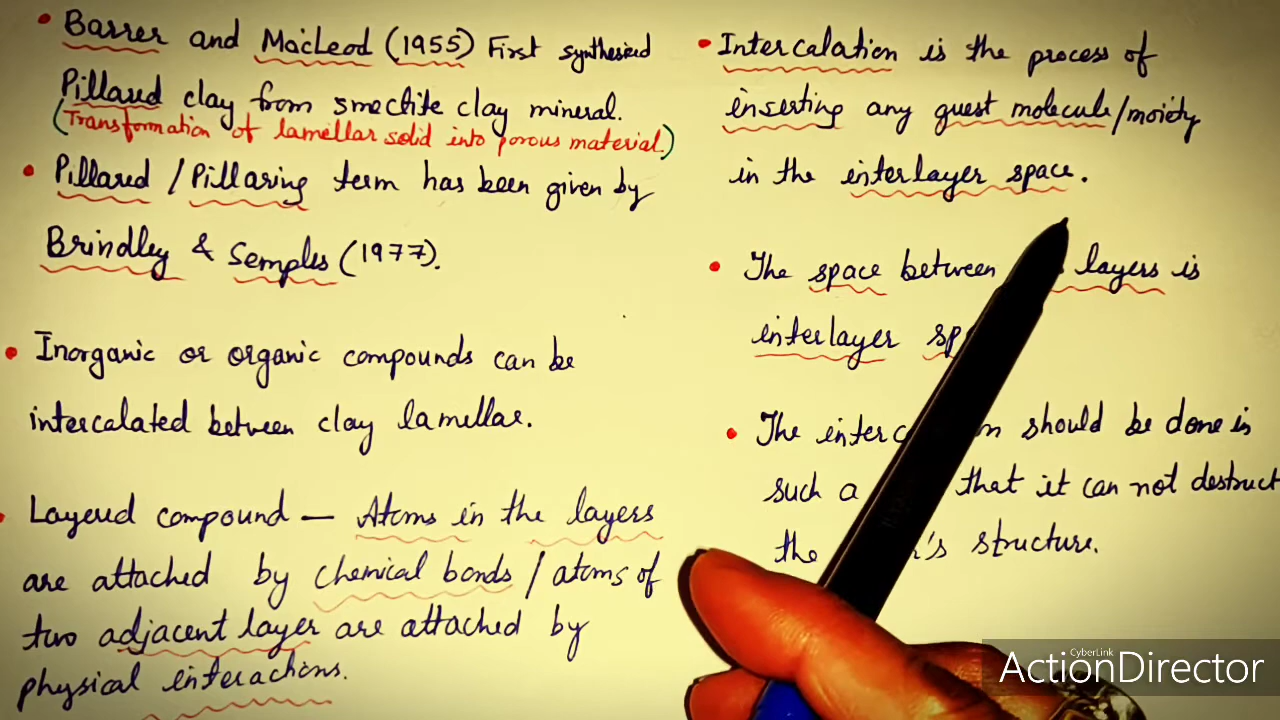 • Barrer and MacLeod (1955) First synthesized
Pillared clay from smectite clay mineral.
(Transformation of lamellar solid into porous material.)
• Pillared / Pillaring term has been given by
Brindley & Semples (1977).
• Inorganic or organic compounds can be
intercalated between clay lamellar.
• Layered compound — Atoms in the layers
are attached by chemical bonds / atoms of
two adjacent layer are attached by
physical interactions.
• Intercalation is the process of
inserting any guest molecule/moiety
in the interlayer space.
• The space between layers is
interlayer
• The should be done in
such a that it can not destruct
the structure.
CyberLink
ActionDirector